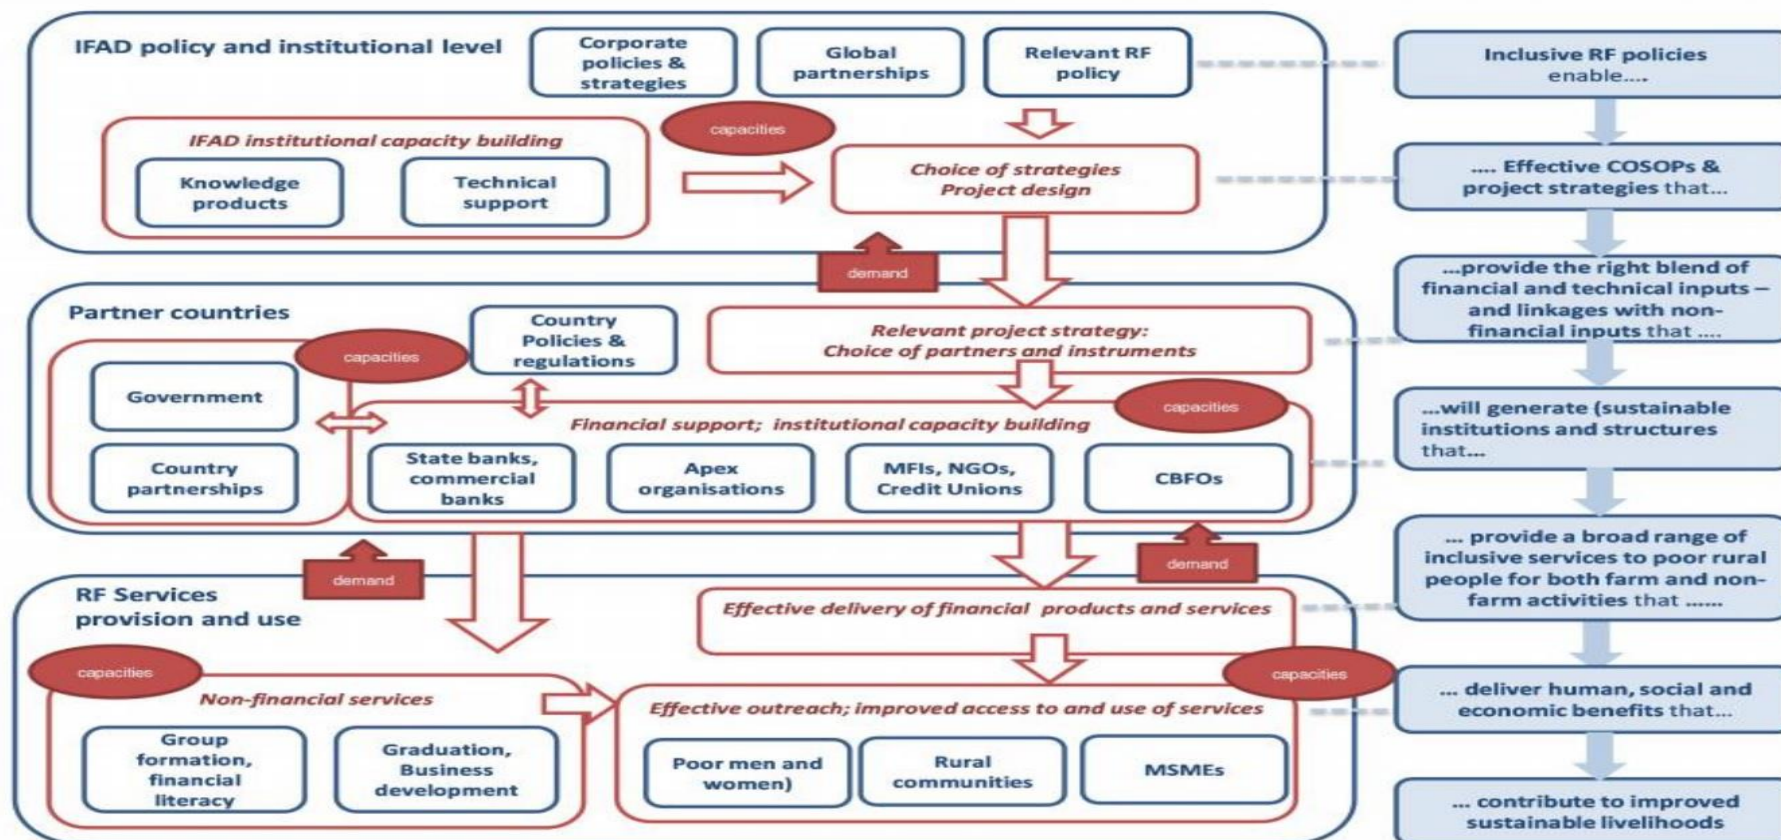 IFAD policy and institutional level
Corporate
policies &
strategies
Global
partnerships
Relevant RF
policy
capacities
IFAD institutional capacity building
Knowledge
products
Technical
support
Choice of strategies
Project design
demand
Partner countries
Country
Policies &
regulations
capacities
Relevant project strategy:
Choice of partners and instruments
Government
Country
partnerships
capacities
Financial support; institutional capacity building
State banks,
commercial
banks
Apex
organisations
MFIs, NGOs,
Credit Unions
CBFOs
demand
demand
RF Services
provision and use
Effective delivery of financial products and services
capacities
Non-financial services
Group
formation,
financial
literacy
Graduation,
Business
development
capacities
Effective outreach; improved access to and use of services
Poor men and
women)
Rural
communities
MSMEs
Inclusive RF policies
enable....
.... Effective COSOPs &
project strategies that...
...provide the right blend of
financial and technical inputs –
and linkages with non-
financial inputs that ....
...will generate (sustainable
institutions and structures
that...
... provide a broad range of
inclusive services to poor rural
people for both farm and non-
farm activities that ......
... deliver human, social and
economic benefits that...
... contribute to improved
sustainable livelihoods